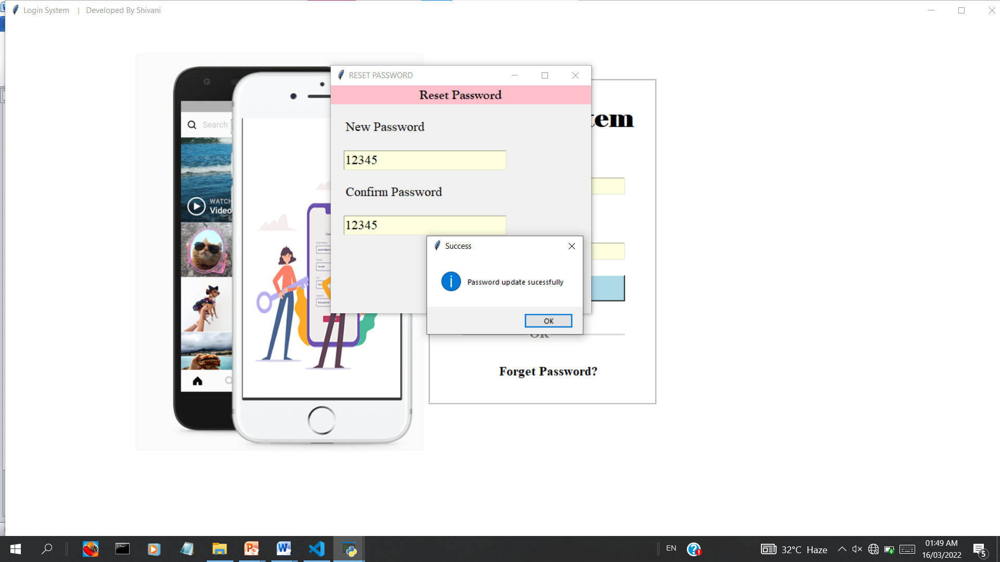 Login System | Developed By Shivani
RESET PASSWORD
Reset Password
New Password
12345
Confirm Password
12345
Success
Password update sucessfully
OK
tem
OR
Forget Password?
Search
WATCH
Video
EN
32°C Haze
01:49 AM
16/03/2022
5